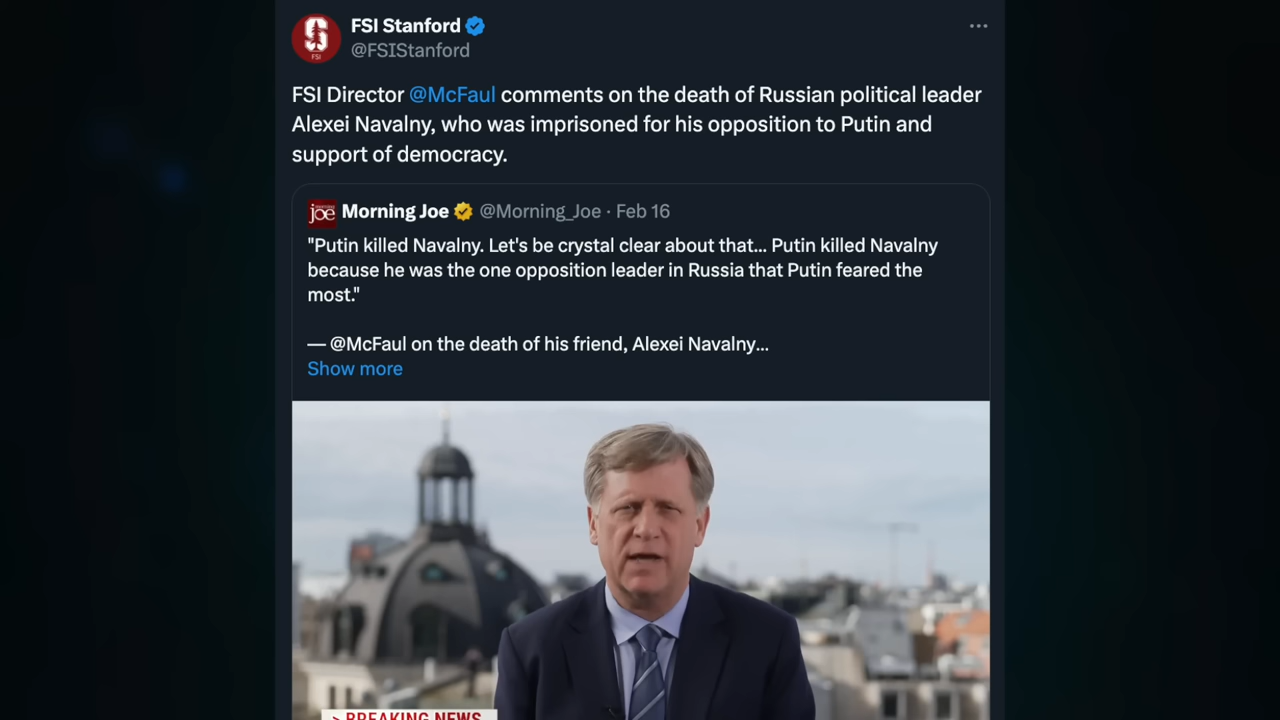 FSI Stanford
@FSIStanford
FSI Director @McFaul comments on the death of Russian political leader
Alexei Navalny, who was imprisoned for his opposition to Putin and
support of democracy.
Morning Joe @Morning_Joe · Feb 16
"Putin killed Navalny. Let's be crystal clear about that... Putin killed Navalny
because he was the one opposition leader in Russia that Putin feared the
most."
— @McFaul on the death of his friend, Alexei Navalny...
Show more
> BREAKING NEWS
S
FSI
joe